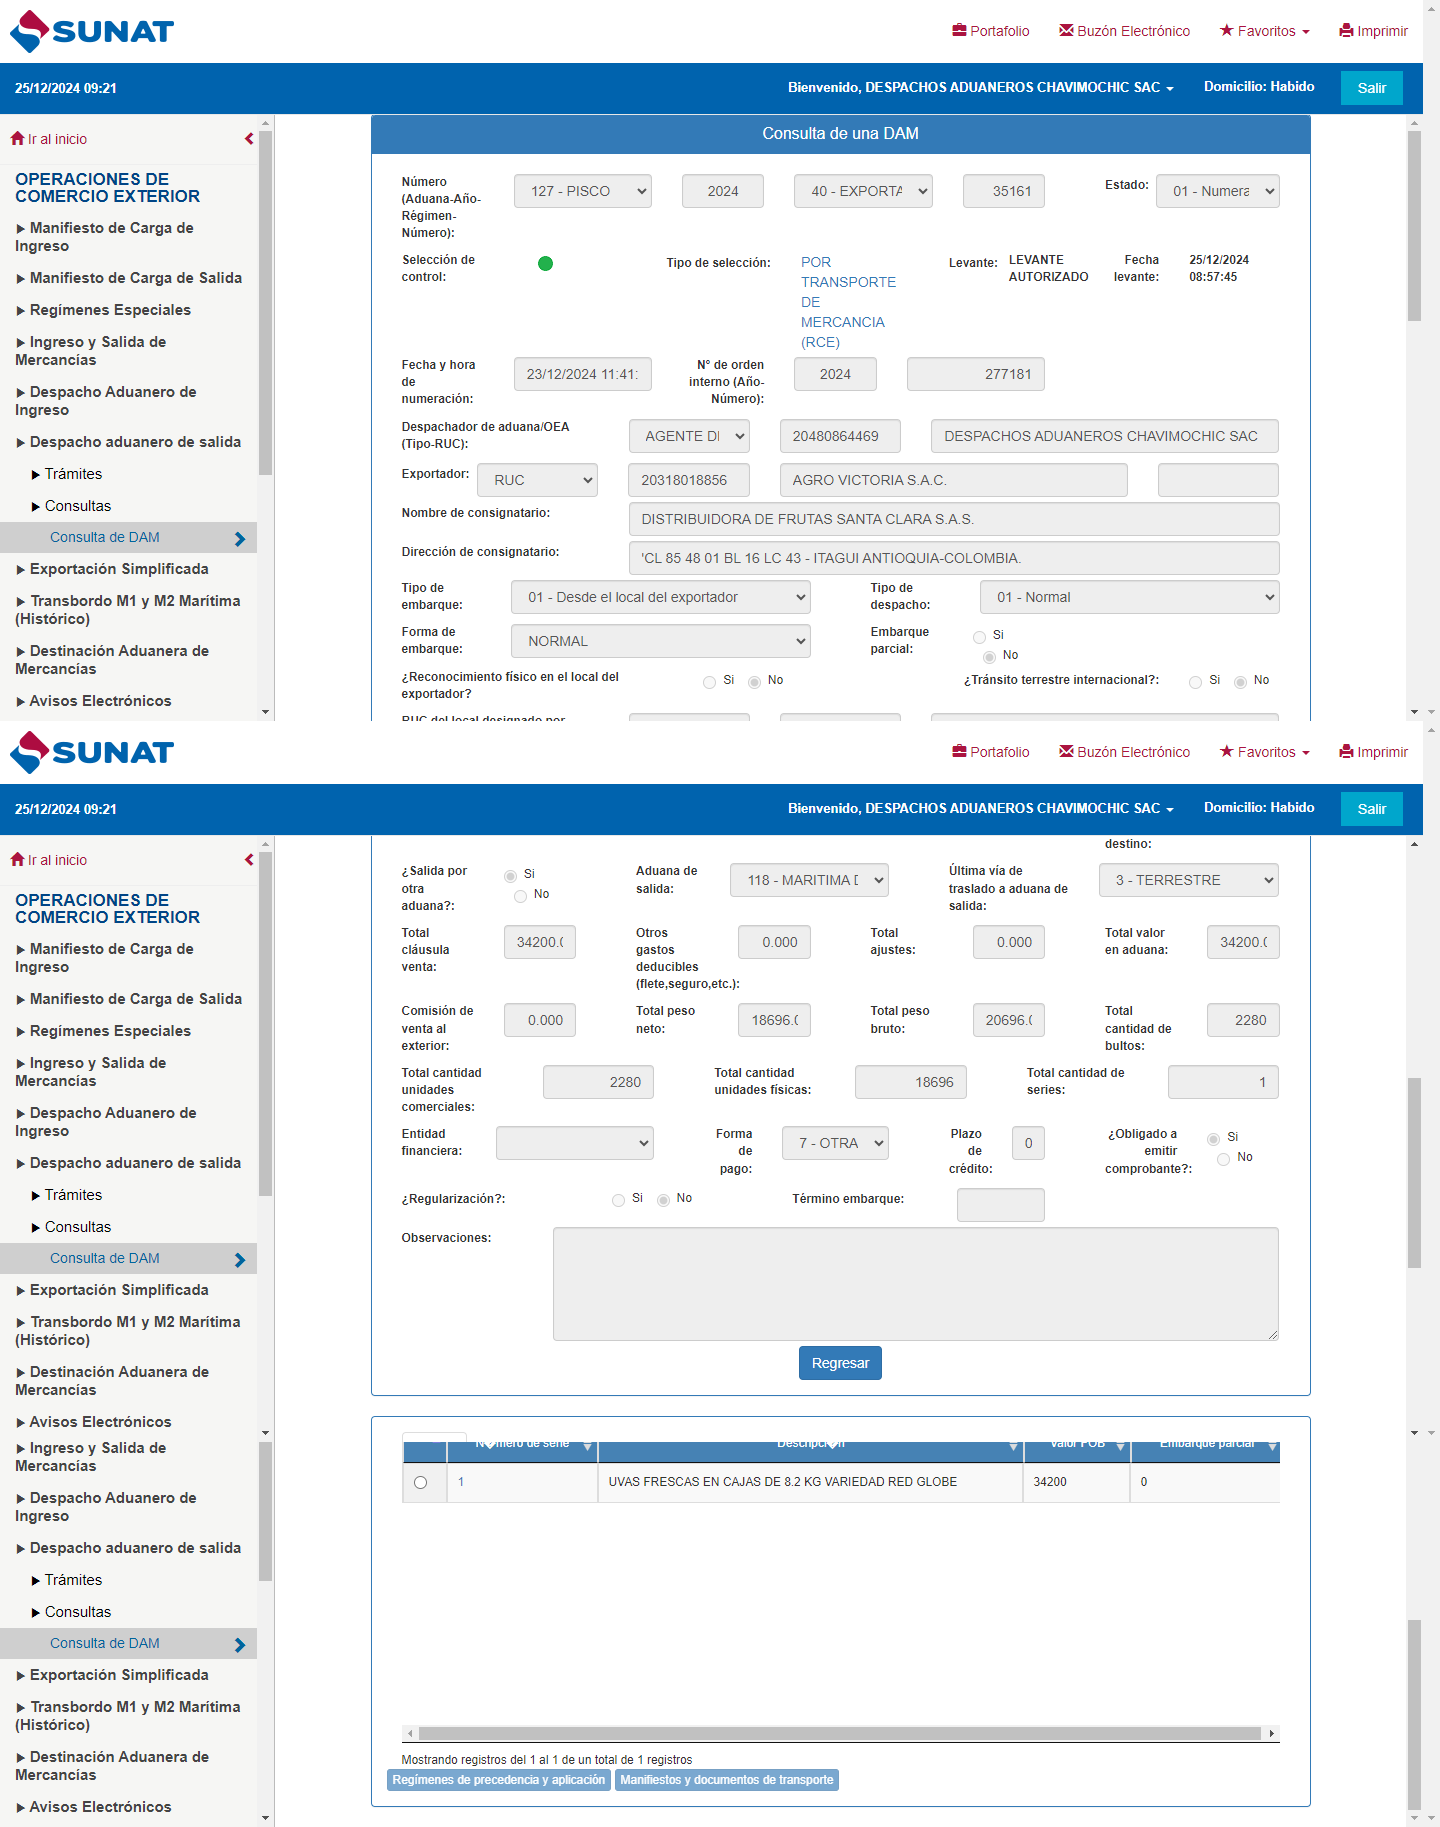 SUNAT
Portafolio Buzón Electrónico Favoritos Imprimir
25/12/2024 09:21 Bienvenido, DESPACHOS ADUANEROS CHAVIMOCHIC SAC Domicilio: Habido Salir
Ir al inicio
OPERACIONES DE
COMERCIO EXTERIOR
Manifiesto de Carga de
Ingreso
Manifiesto de Carga de Salida
Regímenes Especiales
Ingreso y Salida de
Mercancías
Despacho Aduanero de
Ingreso
Despacho aduanero de salida
Trámites
Consultas
Consulta de DAM
Exportación Simplificada
Transbordo M1 y M2 Marítima
(Histórico)
Destinación Aduanera de
Mercancías
Avisos Electrónicos
Consulta de una DAM
Número
(Aduana-Año-
Régimen-
Número):
127 - PISCO 2024 40 - EXPORTA 35161 Estado: 01 - Numera
Selección de
control:
Tipo de selección:
POR
TRANSPORTE
DE
MERCANCIA
(RCE)
Levante: LEVANTE
AUTORIZADO
Fecha
levante:
25/12/2024
08:57:45
Fecha y hora
de
numeración:
23/12/2024 11:41:
N° de orden
interno (Año-
Número):
2024 277181
Despachador de aduana/OEA
(Tipo-RUC):
AGENTE DI 20480864469 DESPACHOS ADUANEROS CHAVIMOCHIC SAC
Exportador: RUC 20318018856 AGRO VICTORIA S.A.C.
Nombre de consignatario: DISTRIBUIDORA DE FRUTAS SANTA CLARA S.A.S.
Dirección de consignatario: 'CL 85 48 01 BL 16 LC 43 - ITAGUI ANTIOQUIA-COLOMBIA.
Tipo de
embarque:
01 - Desde el local del exportador
Tipo de
despacho:
01 - Normal
Forma de
embarque:
NORMAL
Embarque
parcial:
Si
No
¿Reconocimiento físico en el local del
exportador?
Si No
¿Tránsito terrestre internacional?: Si No
RUC del local designado por
SUNAT
Portafolio Buzón Electrónico Favoritos Imprimir
25/12/2024 09:21 Bienvenido, DESPACHOS ADUANEROS CHAVIMOCHIC SAC Domicilio: Habido Salir
Ir al inicio
OPERACIONES DE
COMERCIO EXTERIOR
Manifiesto de Carga de
Ingreso
Manifiesto de Carga de Salida
Regímenes Especiales
Ingreso y Salida de
Mercancías
Despacho Aduanero de
Ingreso
Despacho aduanero de salida
Trámites
Consultas
Consulta de DAM
Exportación Simplificada
Transbordo M1 y M2 Marítima
(Histórico)
Destinación Aduanera de
Mercancías
Avisos Electrónicos
destino:
¿Salida por
otra
aduana?:
Si
No
Aduana de
salida:
118 - MARITIMA D
Última vía de
traslado a aduana de
salida:
3 - TERRESTRE
Total
cláusula
venta:
34200.0
Otros
gastos
deducibles
(flete,seguro,etc.):
0.000
Total
ajustes:
0.000
Total valor
en aduana:
34200.0
Comisión de
venta al
exterior:
0.000
Total peso
neto:
18696.0
Total peso
bruto:
20696.0
Total
cantidad de
bultos:
2280
Total cantidad
unidades
comerciales:
2280
Total cantidad
unidades físicas:
18696
Total cantidad de
series:
1
Entidad
financiera:
Forma
de
pago:
7 - OTRA
Plazo
de
crédito:
0
¿Obligado a
emitir
comprobante?:
Si
No
¿Regularización?: Si No Término embarque:
Observaciones:
Regresar
Ingreso y Salida de
Mercancías
Despacho Aduanero de
Ingreso
Despacho aduanero de salida
Trámites
Consultas
Consulta de DAM
Exportación Simplificada
Transbordo M1 y M2 Marítima
(Histórico)
Destinación Aduanera de
Mercancías
Avisos Electrónicos
Número de serie Descripción Valor FOB Embarque parcial
1 UVAS FRESCAS EN CAJAS DE 8.2 KG VARIEDAD RED GLOBE 34200 0
Mostrando registros del 1 al 1 de un total de 1 registros
Regímenes de precedencia y aplicación Manifiestos y documentos de transporte